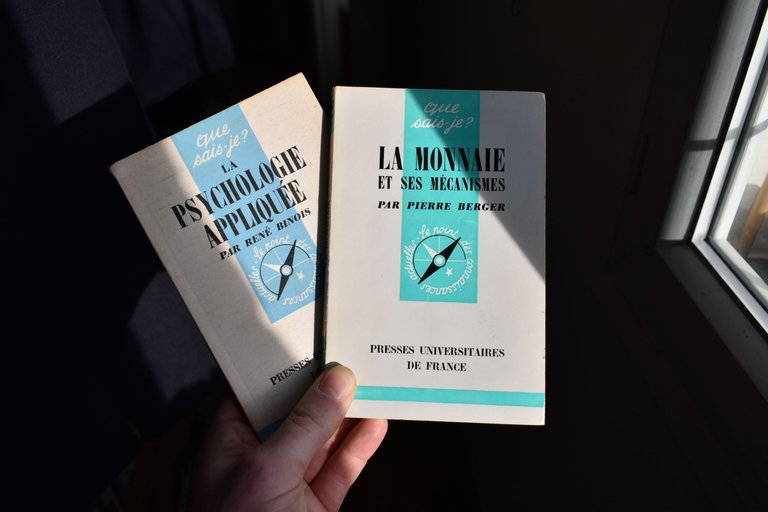 que
sais-je?
LA
PSYCHOLOGIE
APPLIQUÉE
PAR RENÉ BINOIS
le point des connaissances actuelles
PRESSES
que
sais-je?
LA MONNAIE
ET SES MÉCANISMES
PAR PIERRE BERGER
le point des connaissances actuelles
PRESSES UNIVERSITAIRES
DE FRANCE